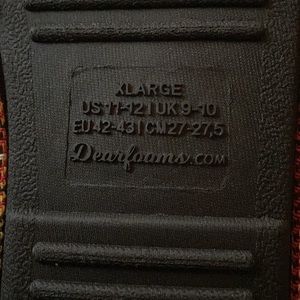 XLARGE
US 11-12 | UK 9-10
EU 42-43 | CM 27-27,5
Dearfoams.COM